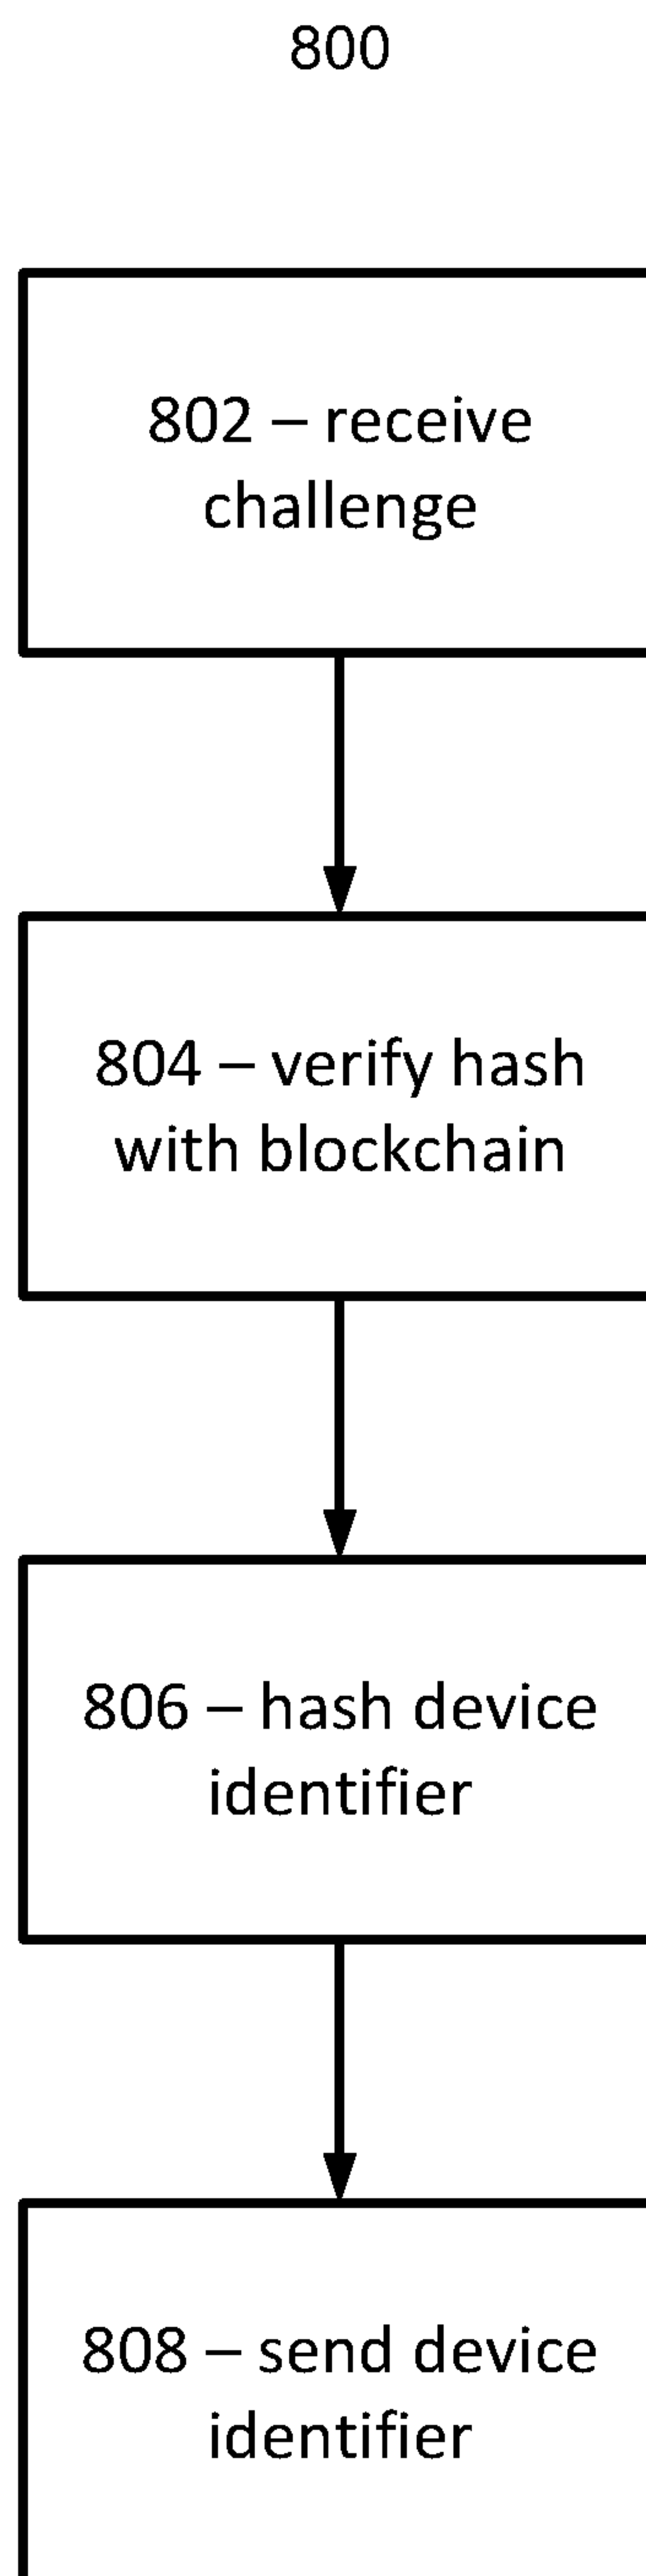 800
802 – receive
challenge
804 – verify hash
with blockchain
806 – hash device
identifier
808 – send device
identifier